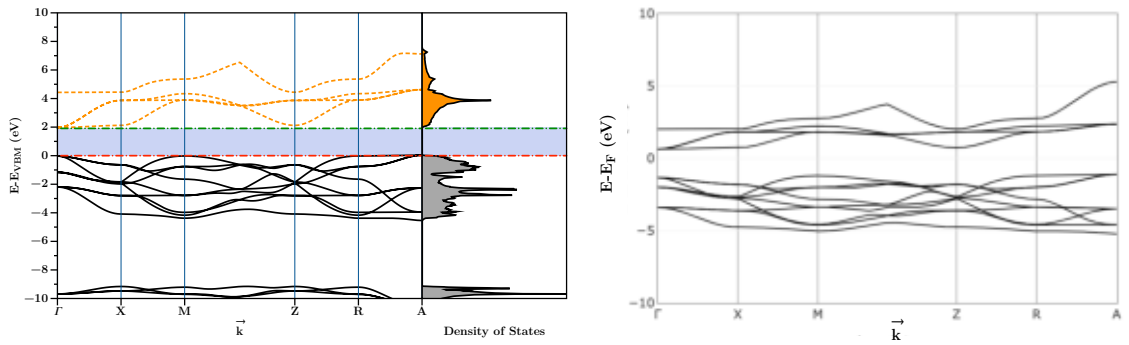 10
8
6
4
2
0
−2
−4
−6
−8
−10
E-E_VBM (eV)
Γ X M Z R A
k
Density of States
10
5
0
−5
−10
E-E_F (eV)
Γ X M Z R A
k